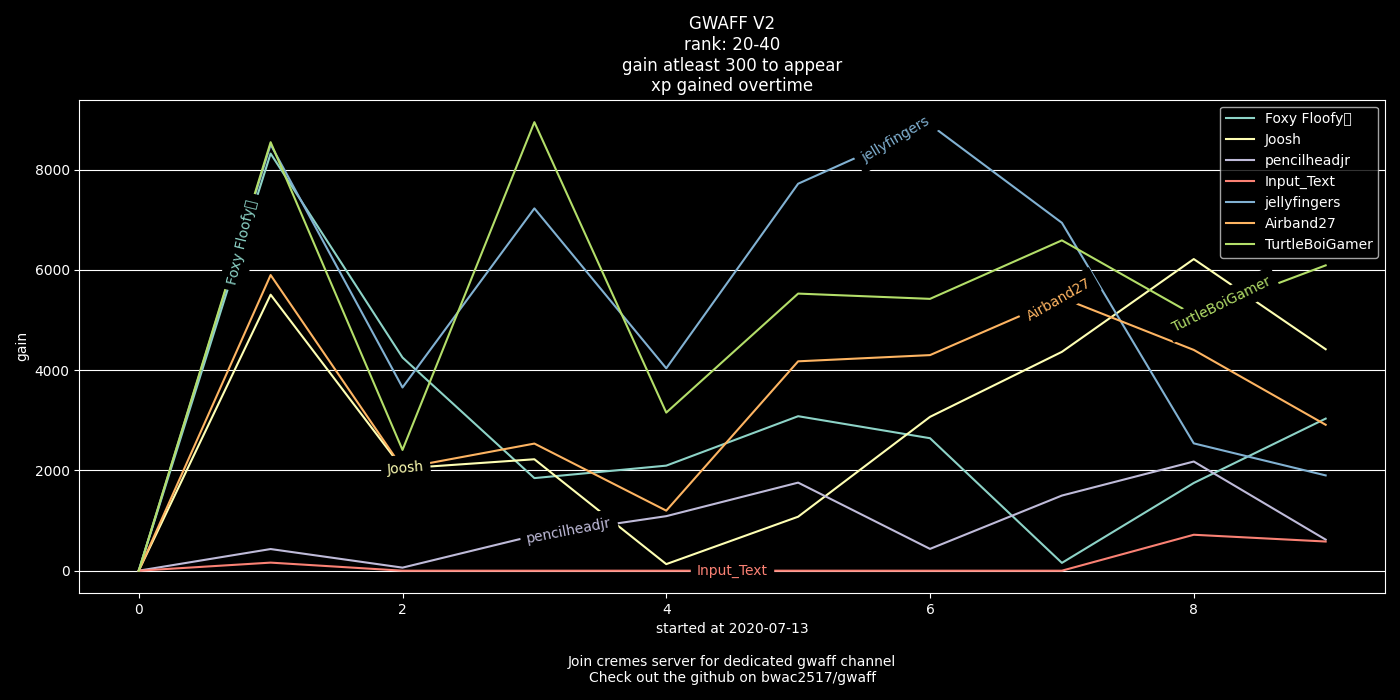 GWAFF V2
rank: 20-40
gain atleast 300 to appear
xp gained overtime
Foxy Floofy
Joosh
pencilheadjr
Input_Text
jellyfingers
Airband27
TurtleBoiGamer
jellyfingers
Foxy Floofy
Airband27
TurtleBoiGamer
Joosh
pencilheadjr
Input_Text
gain
8000
6000
4000
2000
0
0 2 4 6 8
started at 2020-07-13
Join cremes server for dedicated gwaff channel
Check out the github on bwac2517/gwaff